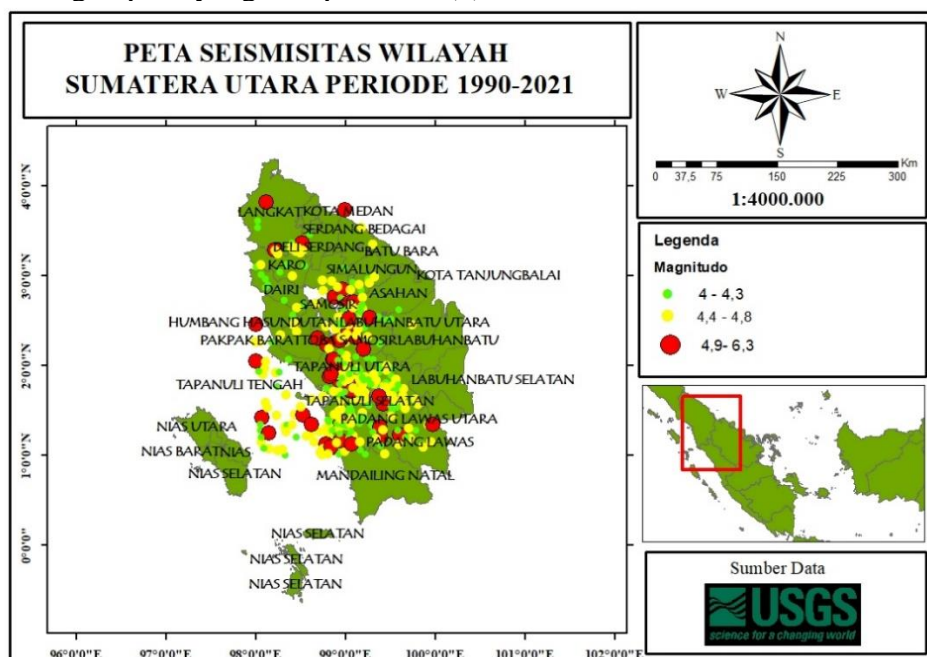 PETA SEISMISITAS WILAYAH
SUMATERA UTARA PERIODE 1990-2021
N
W
E
S
Km
0 37,5 75 150 225 300
1:4000.000
Legenda
Magnitudo
4 - 4,3
4,4 - 4,8
4,9- 6,3
Sumber Data
USGS
science for a changing world
4°0'0"N
3°0'0"N
2°0'0"N
1°0'0"N
0°0'0"
LANGKAT
KOTA MEDAN
SERDANG BEDAGAI
DELI SERDANG
BATU BARA
KARO
SIMALUNGUN
KOTA TANJUNGBALAI
DAIRI
ASAHAN
SAMOSIR
HUMBANG HASUNDUTAN
LABUHANBATU UTARA
PAKPAK BARAT
TOBA SAMOSIR
LABUHANBATU
TAPANULI UTARA
TAPANULI TENGAH
LABUHANBATU SELATAN
TAPANULI SELATAN
PADANG LAWAS UTARA
NIAS UTARA
PADANG LAWAS
NIAS BARAT
NIAS
NIAS SELATAN
MANDAILING NATAL
NIAS SELATAN
NIAS SELATAN
NIAS SELATAN
96°0'0"E 97°0'0"E 98°0'0"E 99°0'0"E 100°0'0"E 101°0'0"E 102°0'0"E